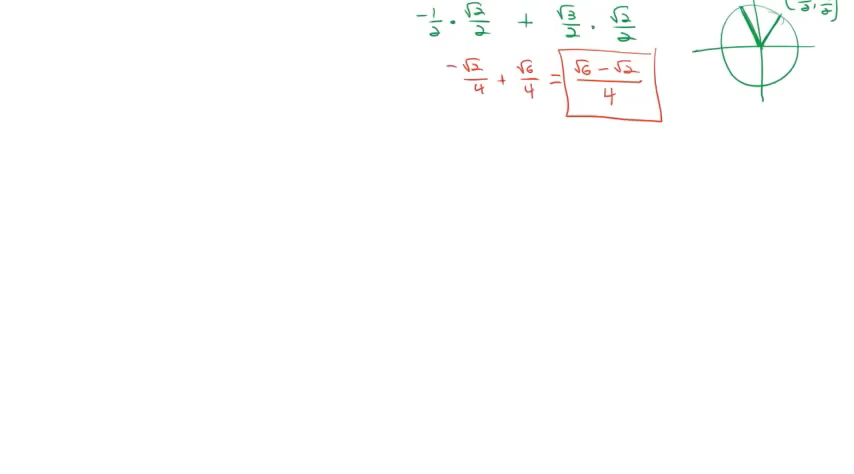 -1/2 · √2/2 + √3/2 · √2/2
-√2/4 + √6/4 = (√6 - √2)/4